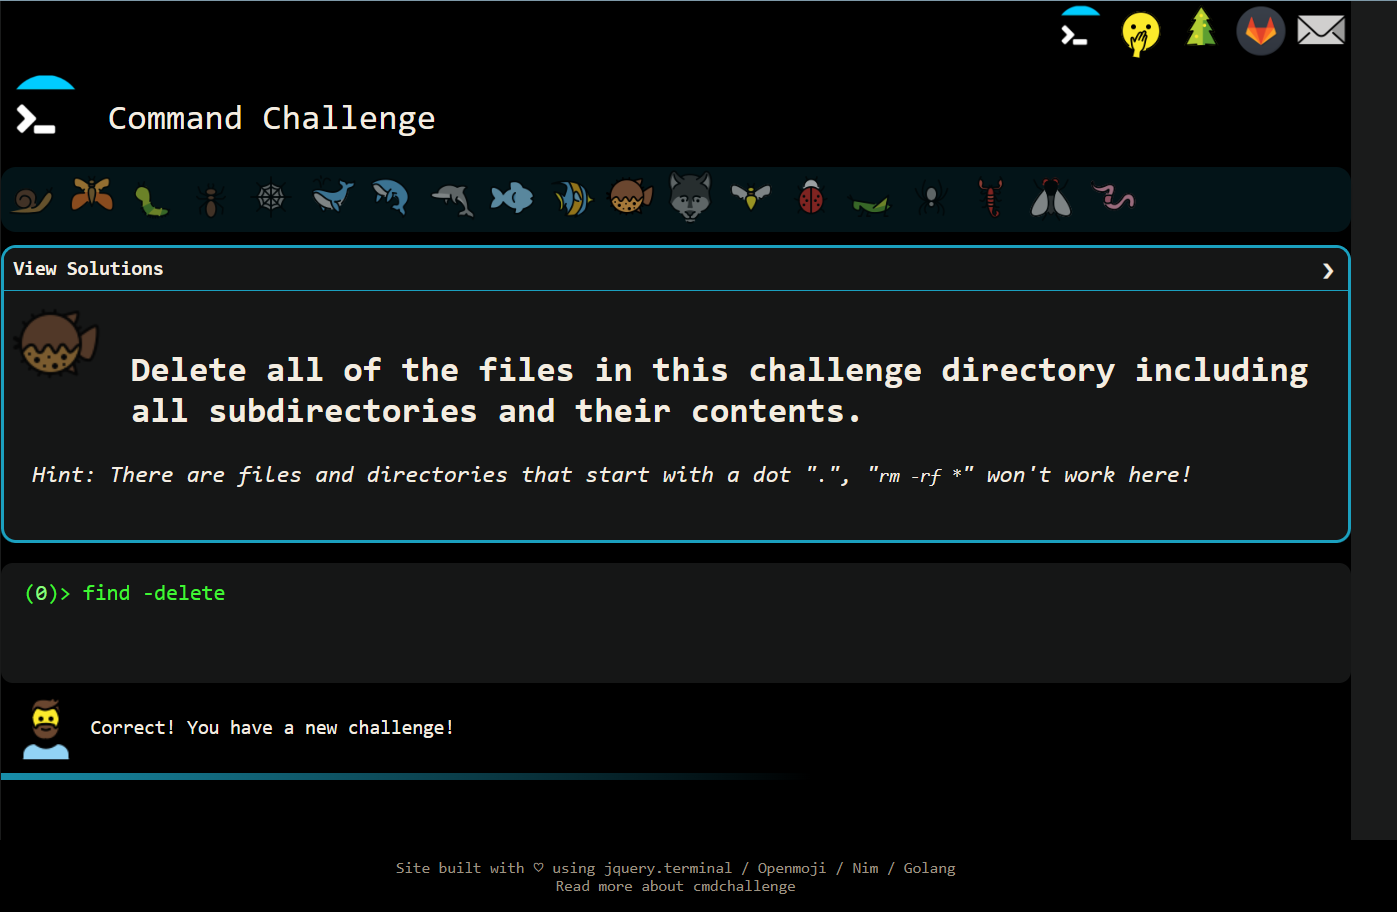 Command Challenge
View Solutions
Delete all of the files in this challenge directory including
all subdirectories and their contents.
Hint: There are files and directories that start with a dot ".", "rm -rf *" won't work here!
(0)> find -delete
Correct! You have a new challenge!
Site built with ♡ using jquery.terminal / Openmoji / Nim / Golang
Read more about cmdchallenge